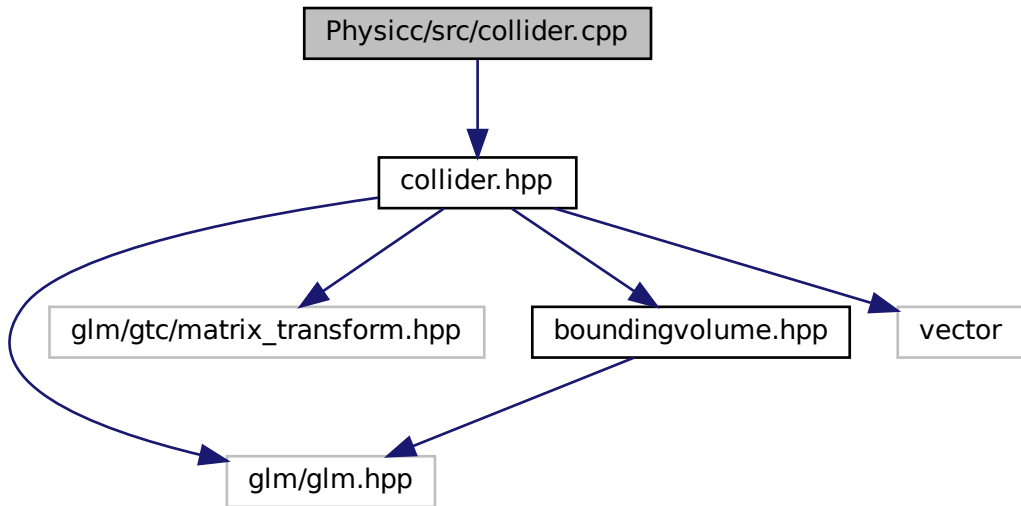 Physicc/src/collider.cpp
collider.hpp
glm/gtc/matrix_transform.hpp
boundingvolume.hpp
vector
glm/glm.hpp